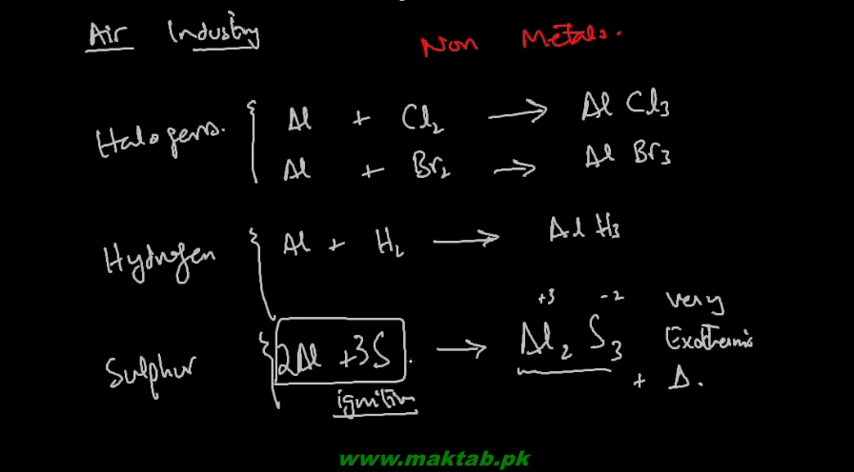 Air Industry
Non Metals.
Halogens.
Al + Cl₂ → Al Cl₃
Al + Br₂ → Al Br₃
Hydrogen
Al + H₂ → Al H₃
Sulphur
2Al + 3S . → Al₂ S₃
+3 -2
ignition
very
Exothermic
+ Δ.
www.maktab.pk